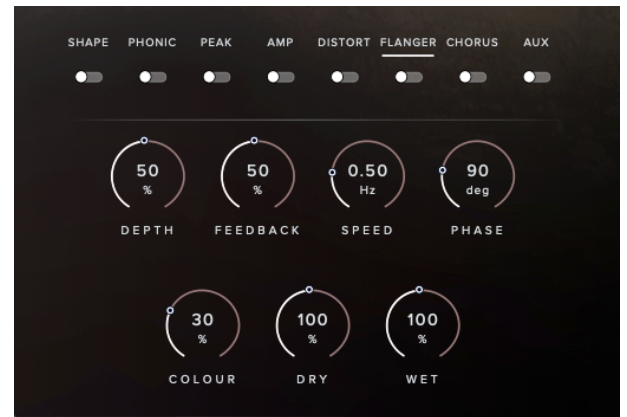 SHAPE PHONIC PEAK AMP DISTORT FLANGER CHORUS AUX
50 50 0.50 90
% % Hz deg
DEPTH FEEDBACK SPEED PHASE
30 100 100
% % %
COLOUR DRY WET